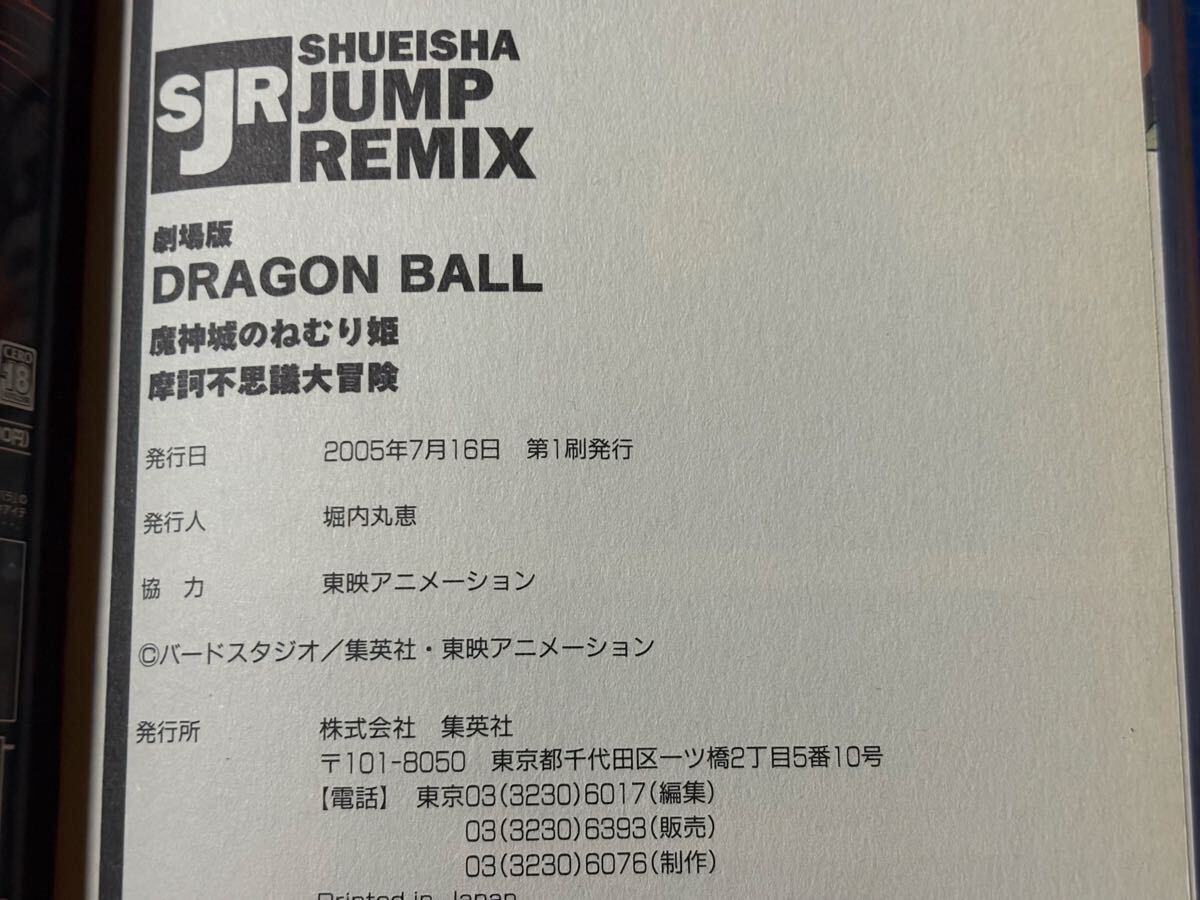 SJR
SHUEISHA
JUMP
REMIX
劇場版
DRAGON BALL
魔神城のねむり姫
摩訶不思議大冒険
発行日 2005年7月16日 第1刷発行
発行人 堀内丸恵
協 力 東映アニメーション
©バードスタジオ/集英社・東映アニメーション
発行所 株式会社 集英社
〒101-8050 東京都千代田区一ツ橋2丁目5番10号
【電話】 東京03(3230)6017(編集)
03(3230)6393(販売)
03(3230)6076(制作)
Printed in Japan
CERO
18